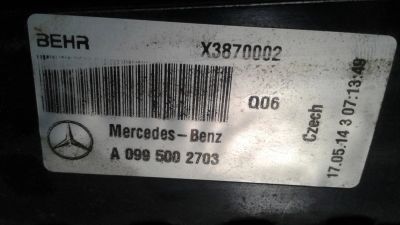 BEHR
X3870002
Q06
Mercedes-Benz
A 099 500 2703
Czech
17.05.14 3 07:13:49